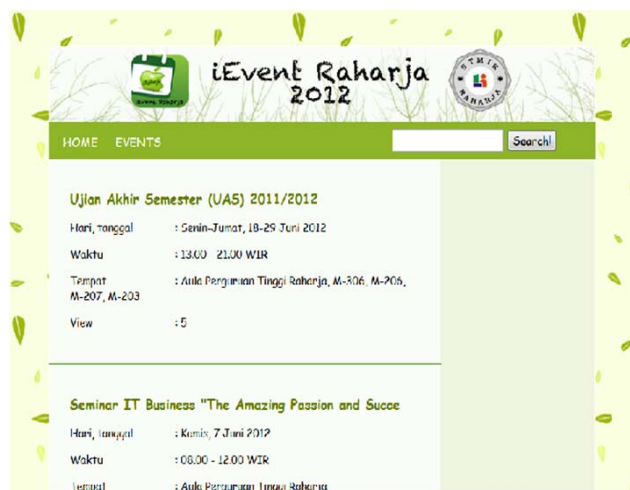 iEvent Raharja
2012
STMIK
RAHARJA
HOME EVENTS Search!
Ujian Akhir Semester (UAS) 2011/2012
Hari, tanggal : Senin-Jumat, 18-29 Juni 2012
Waktu : 13.00 - 21.00 WIB
Tempat : Aula Perguruan Tinggi Raharja, M-306, M-206,
M-207, M-203
View : 5
Seminar IT Business "The Amazing Passion and Succe
Hari, tanggal : Kamis, 7 Juni 2012
Waktu : 08.00 - 12.00 WIB
Tempat : Aula Perguruan Tinggi Raharja